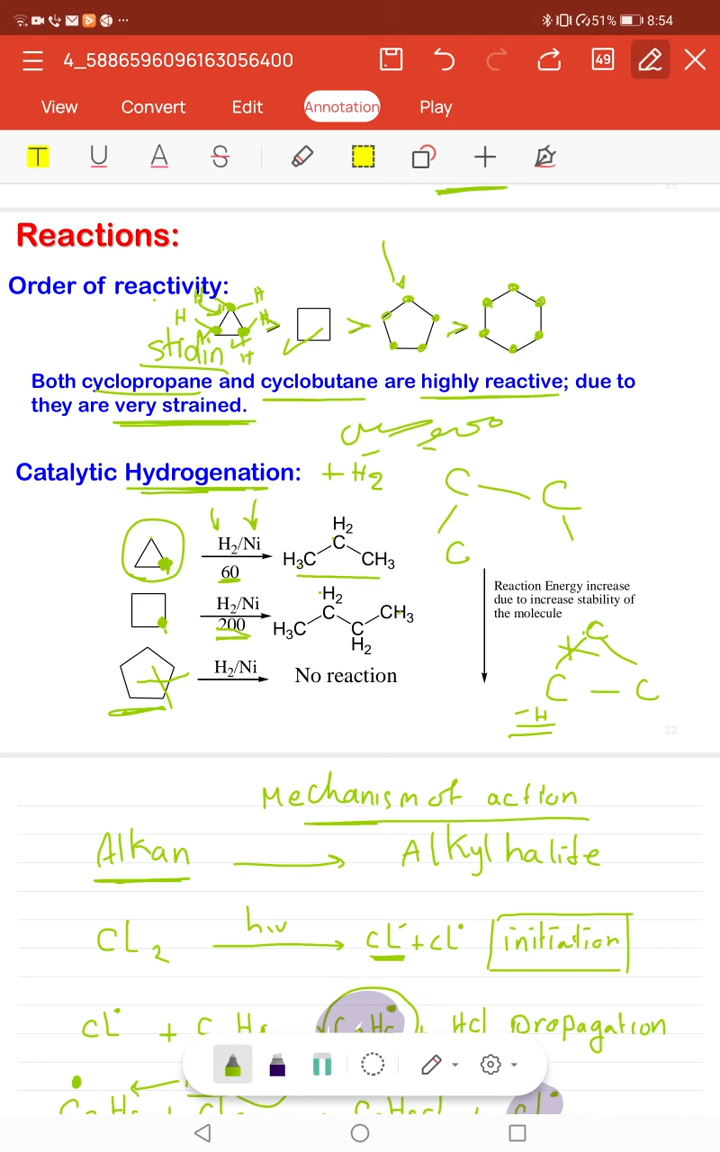 51% 8:54
4_5886596096163056400 49
View Convert Edit Annotation Play
T U A S
Reactions:
Order of reactivity:
H H
H H
H H
> > >
strain
Both cyclopropane and cyclobutane are highly reactive; due to
they are very strained.
Catalytic Hydrogenation: + H2
C C
C
H2
H2/Ni C
60 H3C CH3
H2/Ni H2
200 H3C C C CH3
H2
H2/Ni No reaction
Reaction Energy increase
due to increase stability of
the molecule
C
C – C
–H
32
Mechanism of action
Alkan → Alkyl halide
CL2 hν → cL· + cL· initiation
cL· + C H HCl Propagation